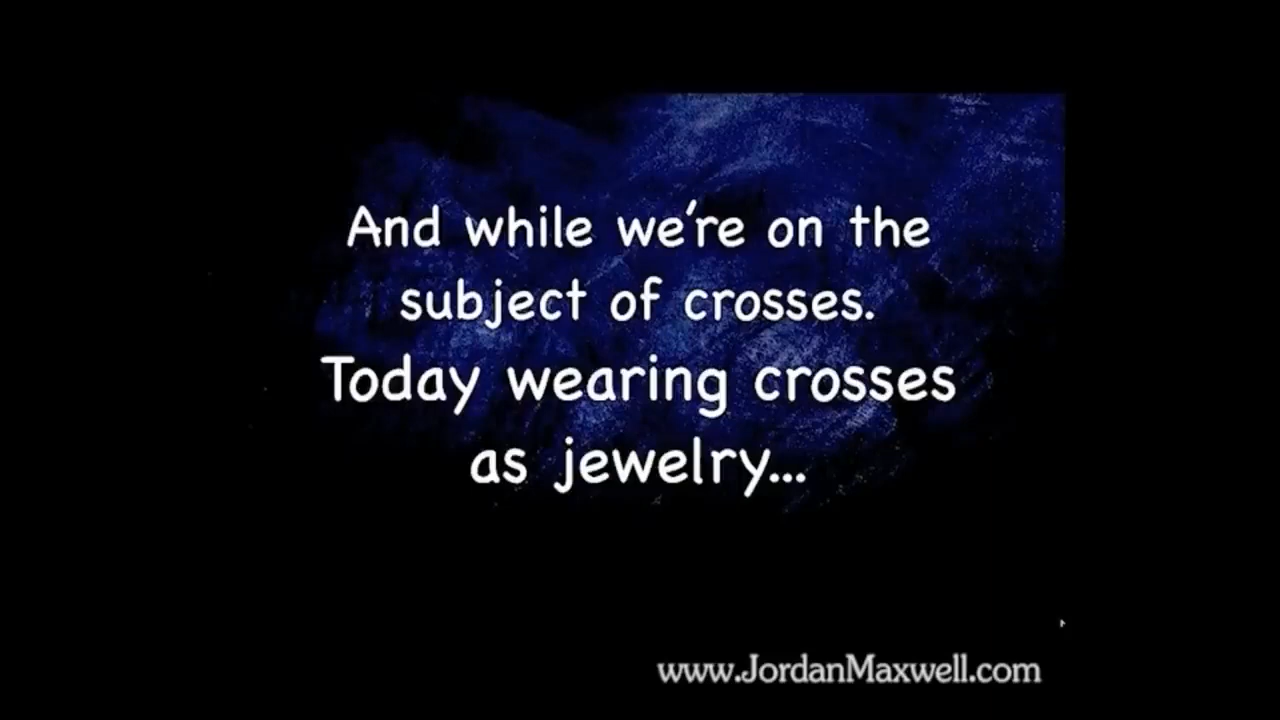 And while we're on the
subject of crosses.
Today wearing crosses
as jewelry...
www.JordanMaxwell.com